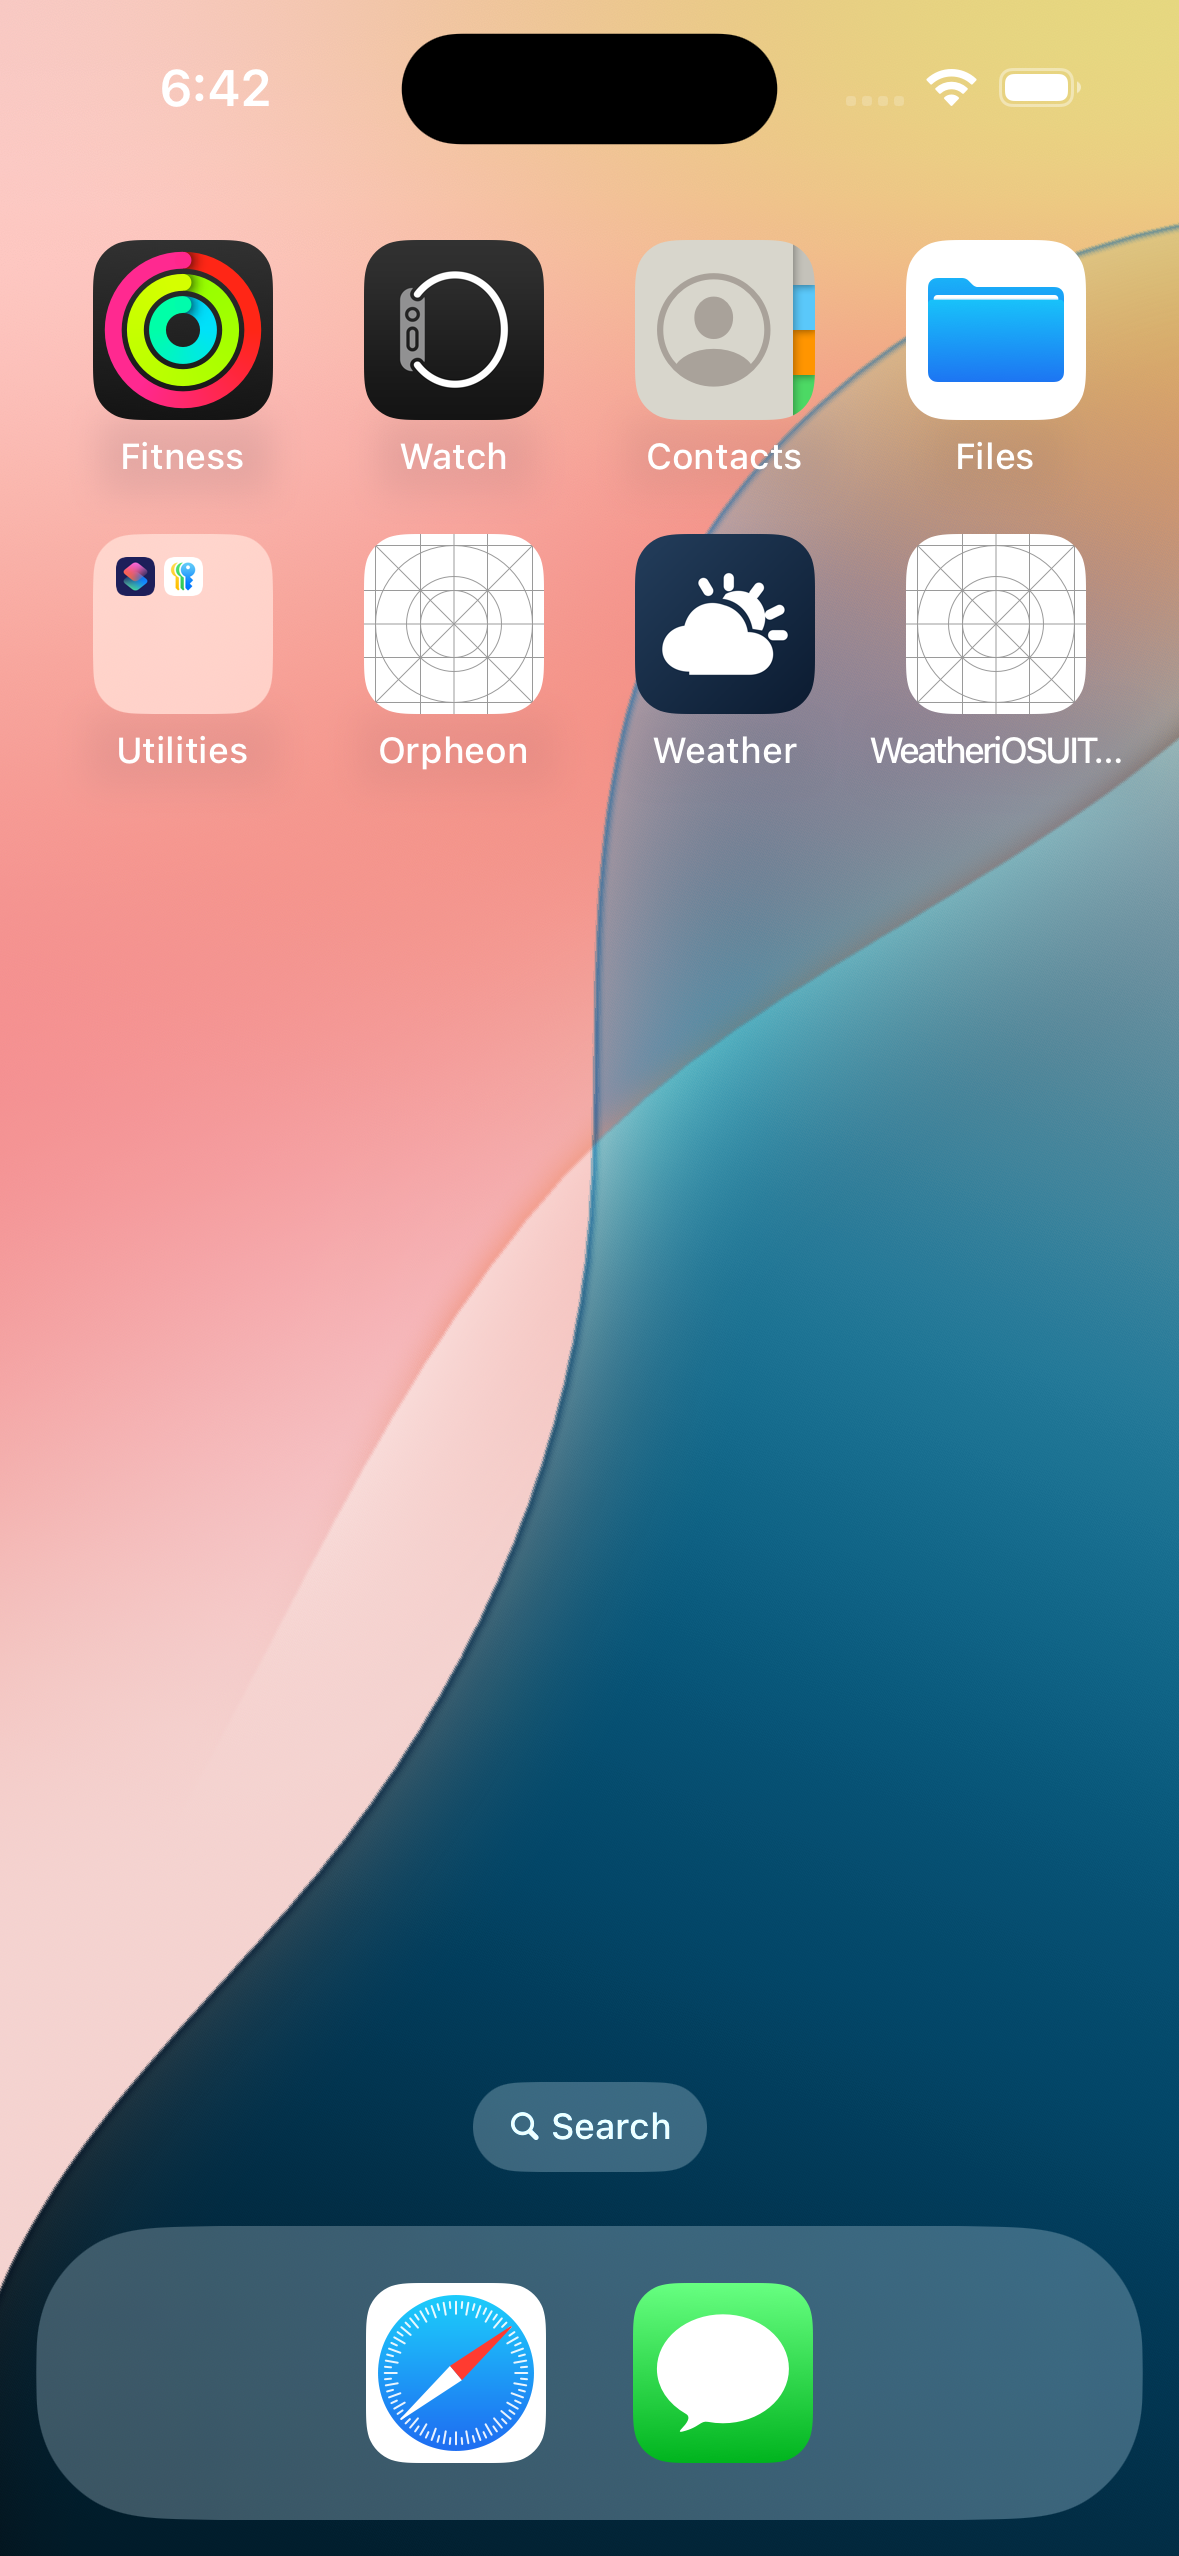 6:42
Fitness
Watch
Contacts
Files
Utilities
Orpheon
Weather
WeatheriOSUIT...
Search